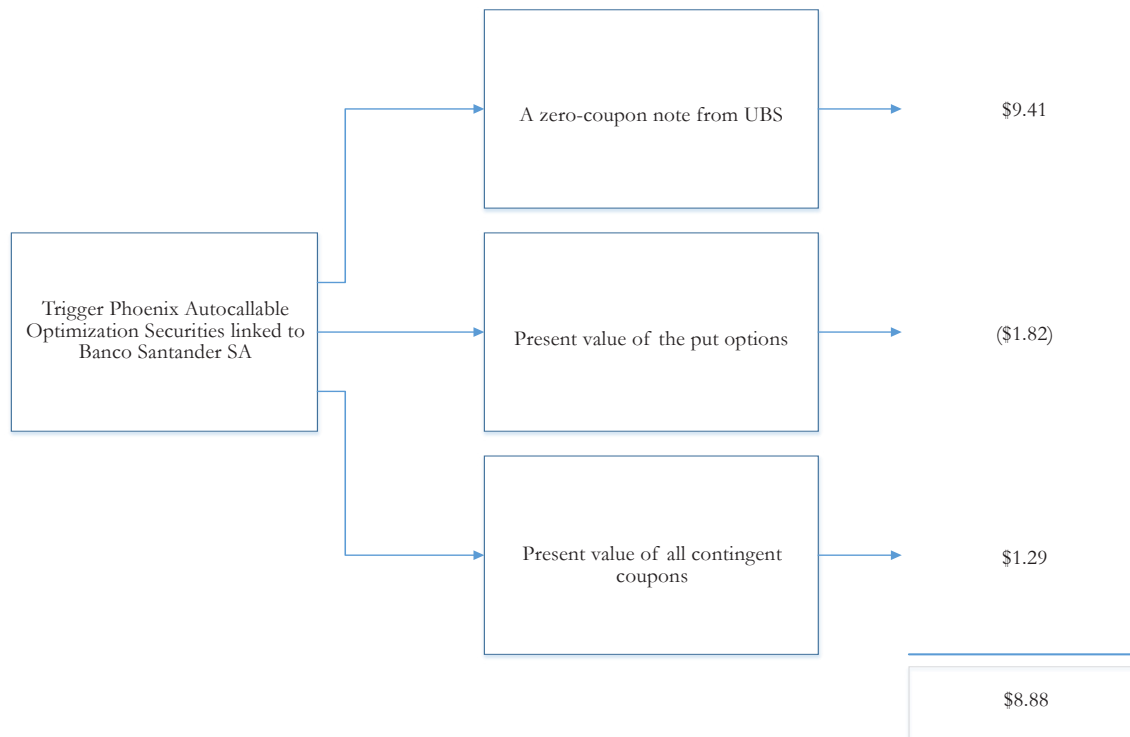 A zero-coupon note from UBS
$9.41
Trigger Phoenix Autocallable
Optimization Securities linked to
Banco Santander SA
Present value of the put options
($1.82)
Present value of all contingent
coupons
$1.29
$8.88